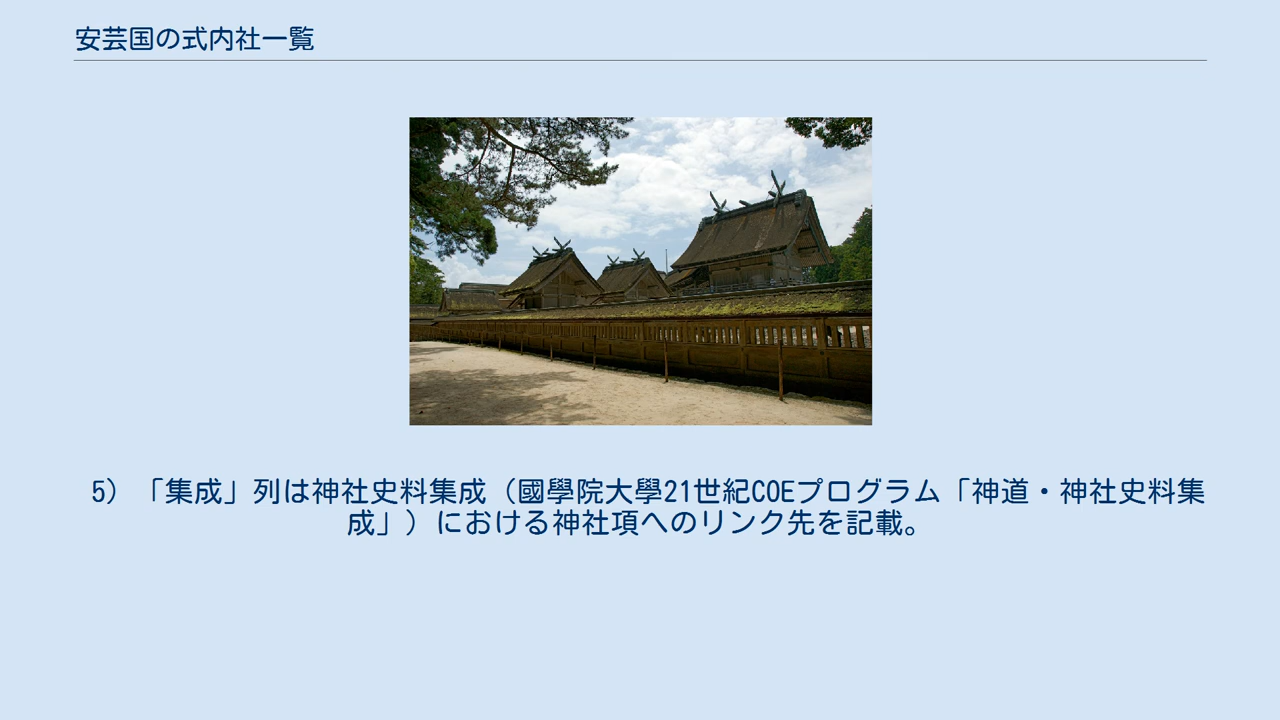 安芸国の式内社一覧
5）「集成」列は神社史料集成（國學院大學21世紀COEプログラム「神道・神社史料集
成」）における神社項へのリンク先を記載。